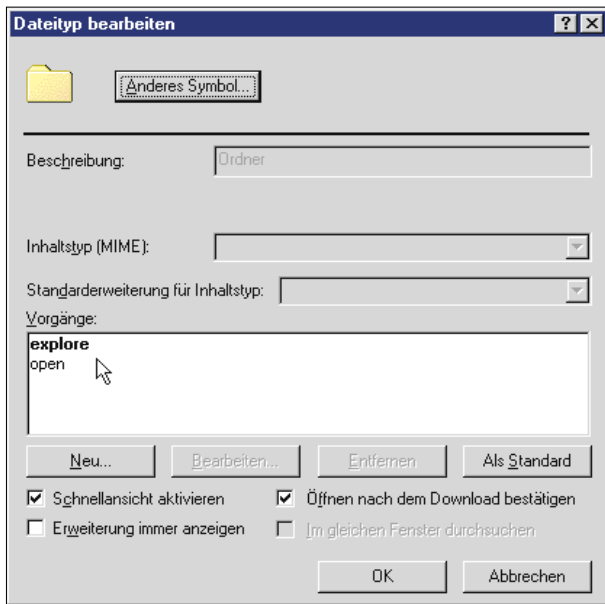 Dateityp bearbeiten
Anderes Symbol...
Beschreibung: Ordner
Inhaltstyp (MIME):
Standarderweiterung für Inhaltstyp:
Vorgänge:
explore
open
Neu... Bearbeiten... Entfernen Als Standard
Schnellansicht aktivieren Öffnen nach dem Download bestätigen
Erweiterung immer anzeigen Im gleichen Fenster durchsuchen
OK Abbrechen